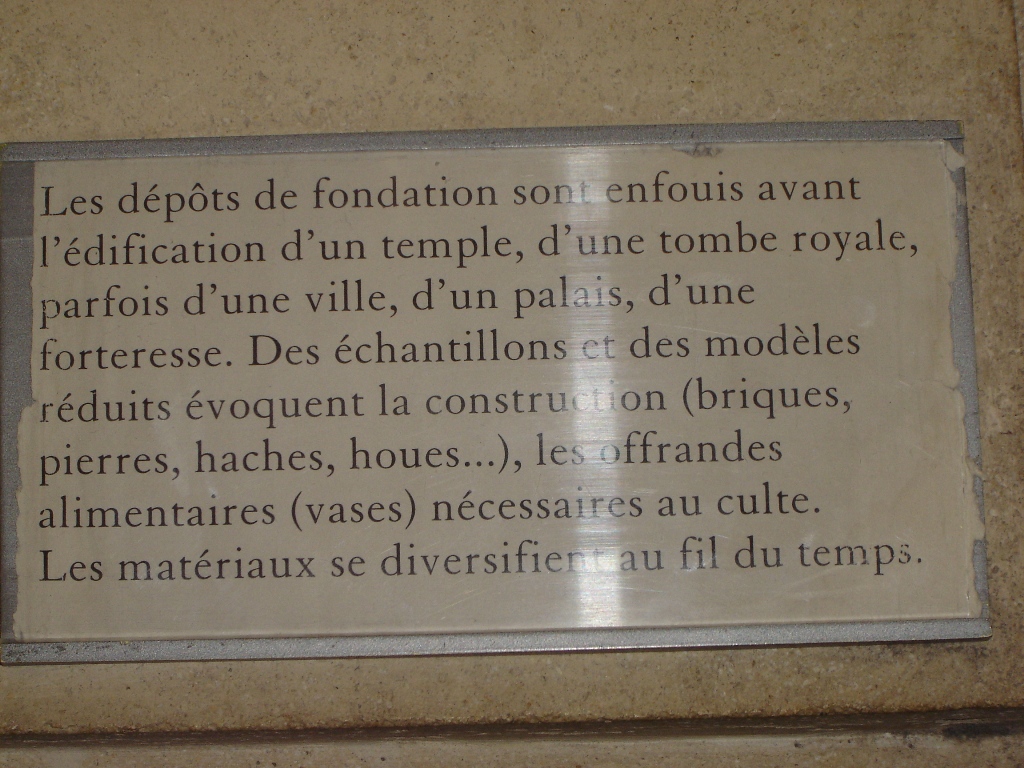 Les dépôts de fondation sont enfouis avant
l'édification d'un temple, d'une tombe royale,
parfois d'une ville, d'un palais, d'une
forteresse. Des échantillons et des modèles
réduits évoquent la construction (briques,
pierres, haches, houes...), les offrandes
alimentaires (vases) nécessaires au culte.
Les matériaux se diversifient au fil du temps.